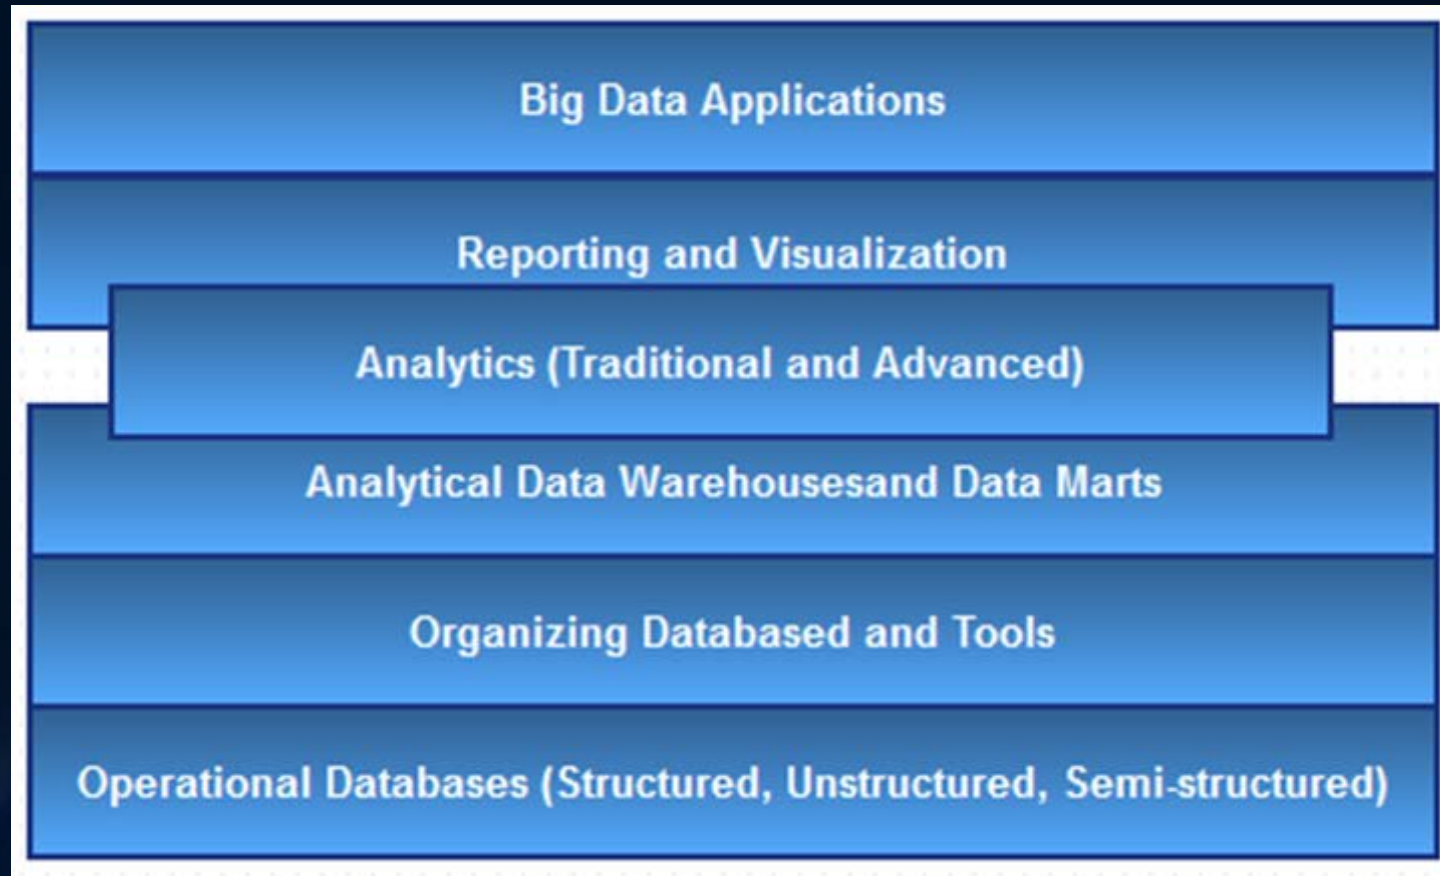 Big Data Applications
Reporting and Visualization
Analytics (Traditional and Advanced)
Analytical Data Warehousesand Data Marts
Organizing Databased and Tools
Operational Databases (Structured, Unstructured, Semi-structured)